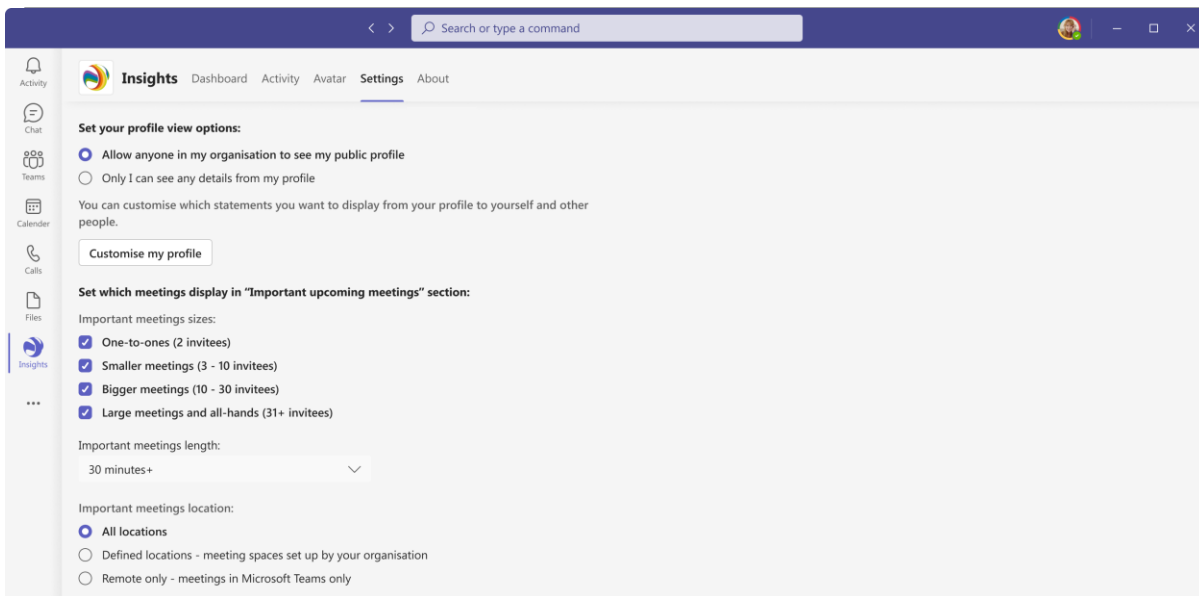 Search or type a command
Activity
Chat
Teams
Calender
Calls
Files
Insights
Insights Dashboard Activity Avatar Settings About
Set your profile view options:
Allow anyone in my organisation to see my public profile
Only I can see any details from my profile
You can customise which statements you want to display from your profile to yourself and other
people.
Customise my profile
Set which meetings display in “Important upcoming meetings” section:
Important meetings sizes:
One-to-ones (2 invitees)
Smaller meetings (3 - 10 invitees)
Bigger meetings (10 - 30 invitees)
Large meetings and all-hands (31+ invitees)
Important meetings length:
30 minutes+
Important meetings location:
All locations
Defined locations - meeting spaces set up by your organisation
Remote only - meetings in Microsoft Teams only